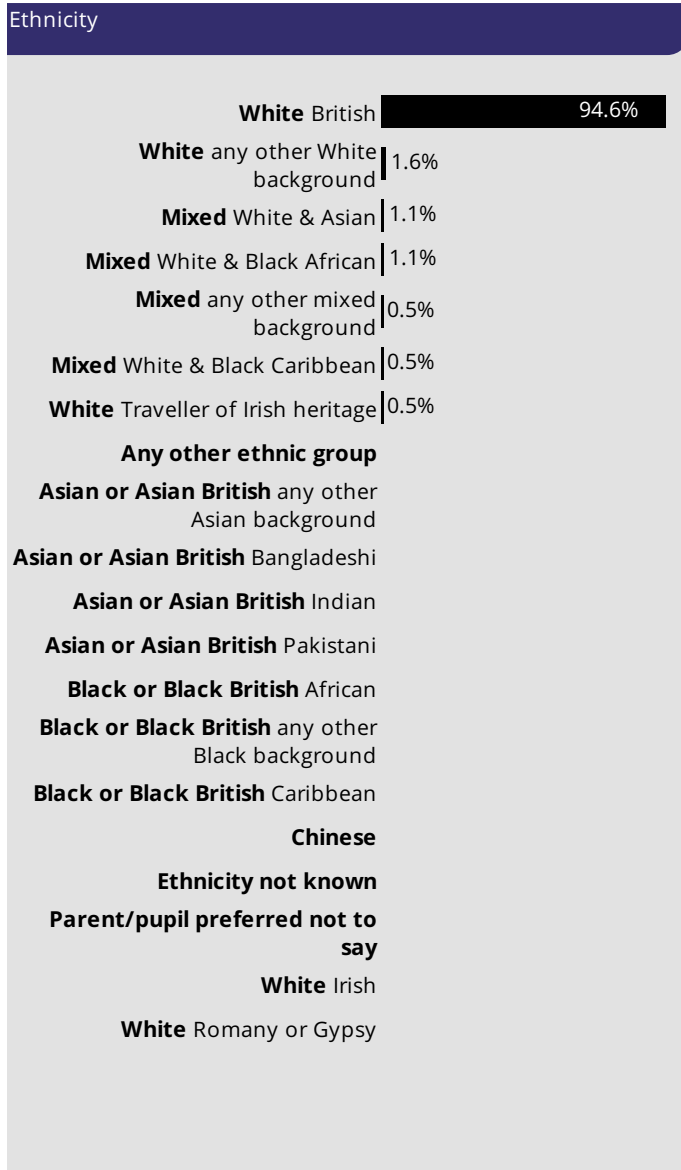 Ethnicity
White British 94.6%
White any other White
background 1.6%
Mixed White & Asian 1.1%
Mixed White & Black African 1.1%
Mixed any other mixed
background 0.5%
Mixed White & Black Caribbean 0.5%
White Traveller of Irish heritage 0.5%
Any other ethnic group
Asian or Asian British any other
Asian background
Asian or Asian British Bangladeshi
Asian or Asian British Indian
Asian or Asian British Pakistani
Black or Black British African
Black or Black British any other
Black background
Black or Black British Caribbean
Chinese
Ethnicity not known
Parent/pupil preferred not to
say
White Irish
White Romany or Gypsy